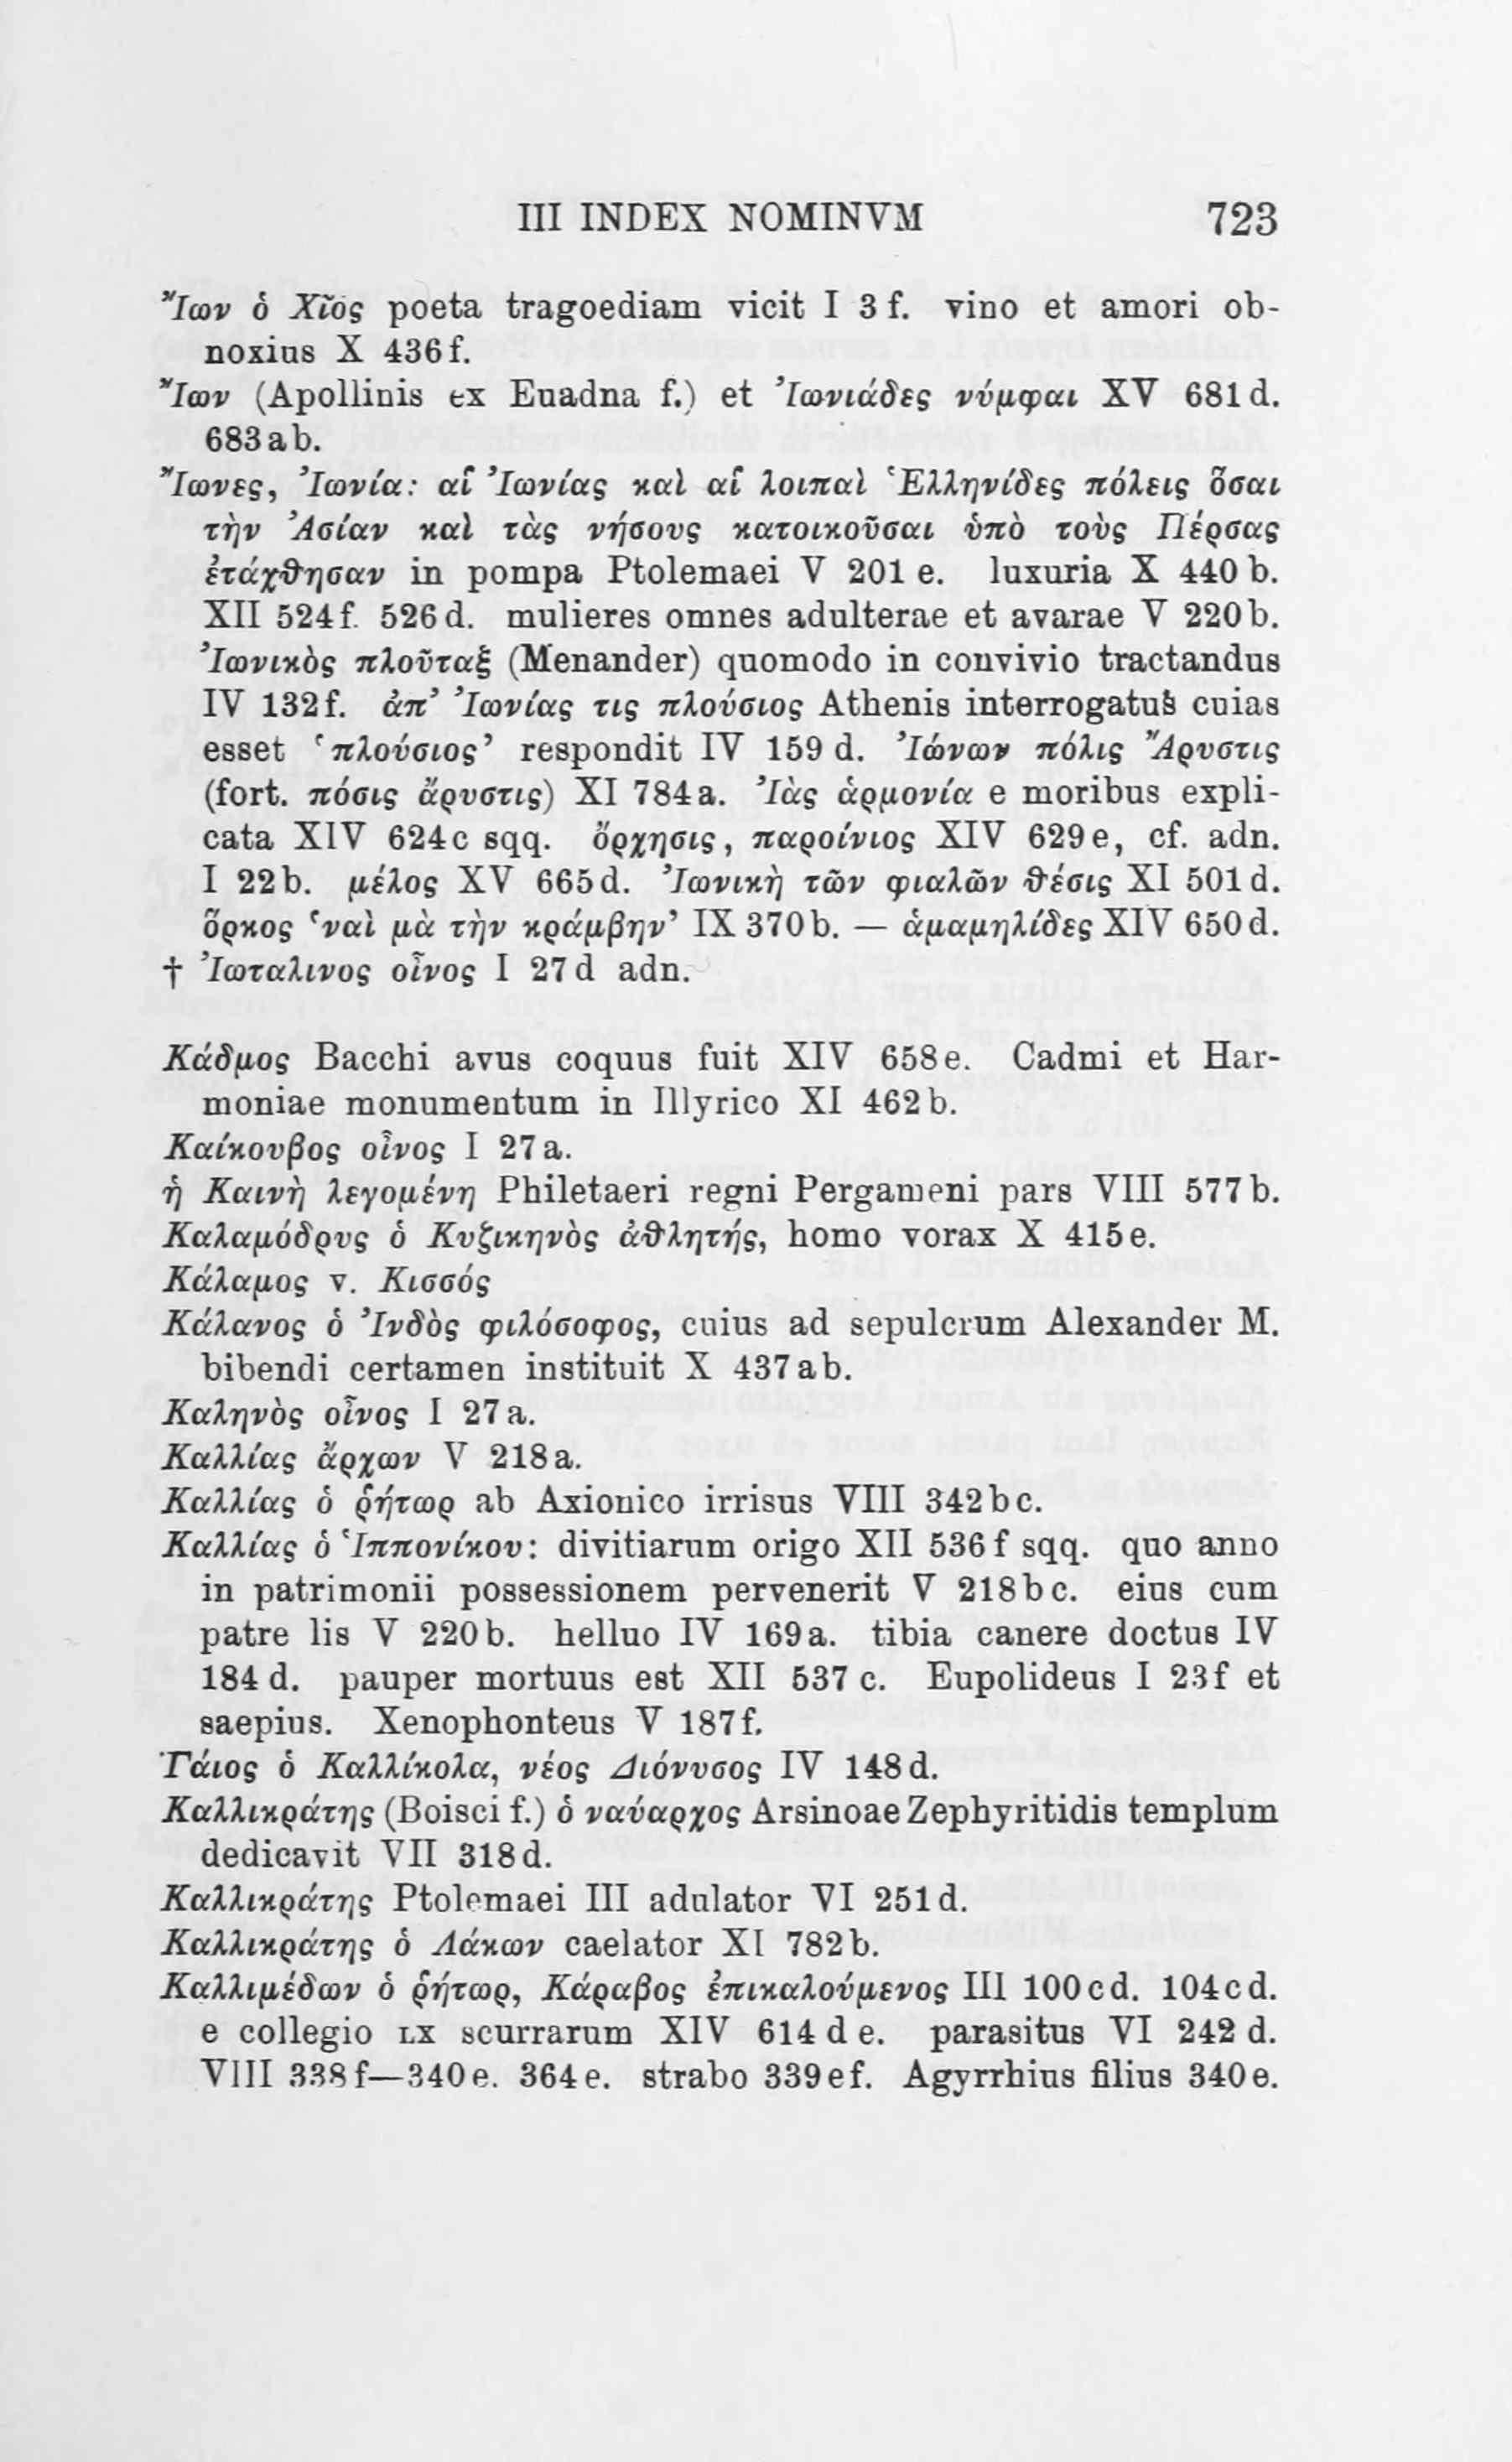 III INDEX NOMINVM 723
Ἴων ὁ Χῖος poeta tragoediam vicit I 3 f. vino et amori ob-
noxius X 436 f.
Ἴων (Apollinis ex Euadna f.) et Ἰωνιάδες νύμφαι XV 681 d.
683 a b.
Ἴωνες, Ἰωνία: αἵ Ἰωνίας καὶ αἱ λοιπαὶ Ἑλληνίδες πόλεις ὅσαι
τὴν Ἀσίαν καὶ τὰς νήσους κατοικοῦσαι ὑπὸ τοὺς Πέρσας
ἐτάχθησαν in pompa Ptolemaei V 201 e. luxuria X 440 b.
XII 524 f. 526 d. mulieres omnes adulterae et avarae V 220 b.
Ἰωνικὸς πλοῦταξ (Menander) quomodo in convivio tractandus
IV 132 f. ἀπ’ Ἰωνίας τις πλούσιος Athenis interrogatus cuias
esset ‘πλούσιος’ respondit IV 159 d. Ἰώνων πόλις Ἄρυστις
(fort. πόσις ἄρυστις) XI 784 a. Ἰὰς ἁρμονία e moribus expli-
cata XIV 624 c sqq. ὄρχησις, παροίνιος XIV 629 e, cf. adn.
I 22 b. μέλος XV 665 d. Ἰωνικὴ τῶν φιαλῶν θέσις XI 501 d.
ὅρκος ‘ναὶ μὰ τὴν κράμβην’ IX 370 b. — ἁμαμηλίδες XIV 650 d.
† Ἰωταλινος οἶνος I 27 d adn.
Κάδμος Bacchi avus coquus fuit XIV 658 e. Cadmi et Har-
moniae monumentum in Illyrico XI 462 b.
Καίκουβος οἶνος I 27 a.
ἡ Καινὴ λεγομένη Philetaeri regni Pergameni pars VIII 577 b.
Καλαμόδρυς ὁ Κυζικηνὸς ἀθλητής, homo vorax X 415 e.
Κάλαμος v. Κισσός
Κάλανος ὁ Ἰνδὸς φιλόσοφος, cuius ad sepulcrum Alexander M.
bibendi certamen instituit X 437 a b.
Καληνὸς οἶνος I 27 a.
Καλλίας ἄρχων V 218 a.
Καλλίας ὁ ῥήτωρ ab Axionico irrisus VIII 342 b c.
Καλλίας ὁ Ἱππονίκου: divitiarum origo XII 536 f sqq. quo anno
in patrimonii possessionem pervenerit V 218 b c. eius cum
patre lis V 220 b. helluo IV 169 a. tibia canere doctus IV
184 d. pauper mortuus est XII 537 c. Eupolideus I 23 f et
saepius. Xenophonteus V 187 f.
Γάιος ὁ Καλλίκολα, νέος Διόνυσος IV 148 d.
Καλλικράτης (Boisci f.) ὁ ναύαρχος Arsinoae Zephyritidis templum
dedicavit VII 318 d.
Καλλικράτης Ptolemaei III adulator VI 251 d.
Καλλικράτης ὁ Λάκων caelator XI 782 b.
Καλλιμέδων ὁ ῥήτωρ, Κάραβος ἐπικαλούμενος III 100 c d. 104 c d.
e collegio LX scurrarum XIV 614 d e. parasitus VI 242 d.
VIII 338 f—340 e. 364 e. strabo 339 e f. Agyrrhius filius 340 e.